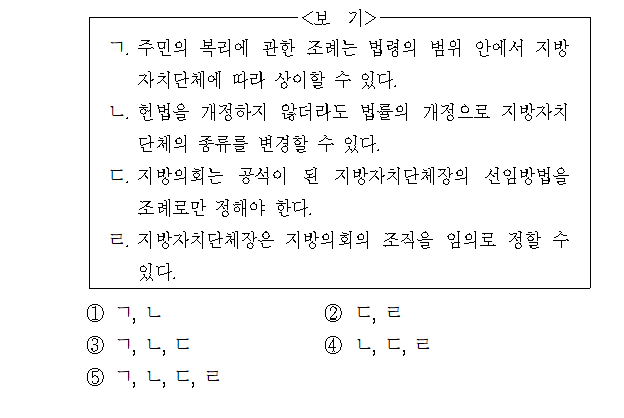 <보 기>
ㄱ. 주민의 복리에 관한 조례는 법령의 범위 안에서 지방
자치단체에 따라 상이할 수 있다.
ㄴ. 헌법을 개정하지 않더라도 법률의 개정으로 지방자치
단체의 종류를 변경할 수 있다.
ㄷ. 지방의회는 공석이 된 지방자치단체장의 선임방법을
조례로만 정해야 한다.
ㄹ. 지방자치단체장은 지방의회의 조직을 임의로 정할 수
있다.
① ㄱ, ㄴ ② ㄷ, ㄹ
③ ㄱ, ㄴ, ㄷ ④ ㄴ, ㄷ, ㄹ
⑤ ㄱ, ㄴ, ㄷ, ㄹ